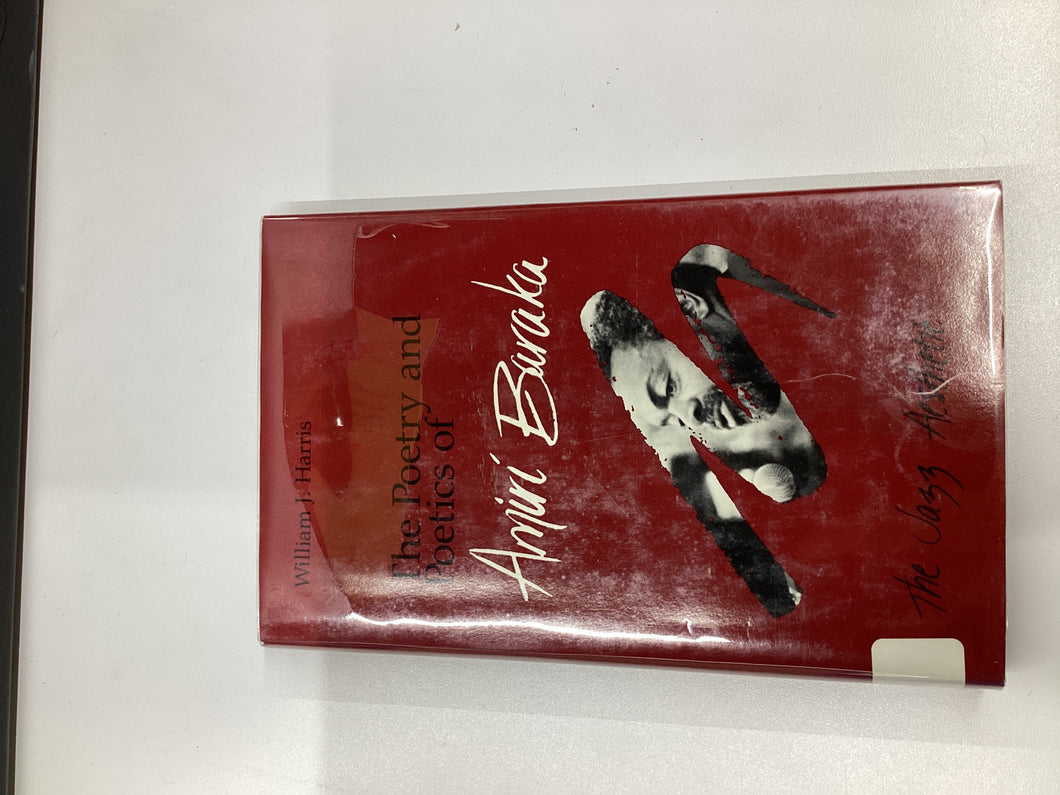 William J. Harris
The Poetry and
Poetics of
Amiri Baraka
The Jazz Aesthetic